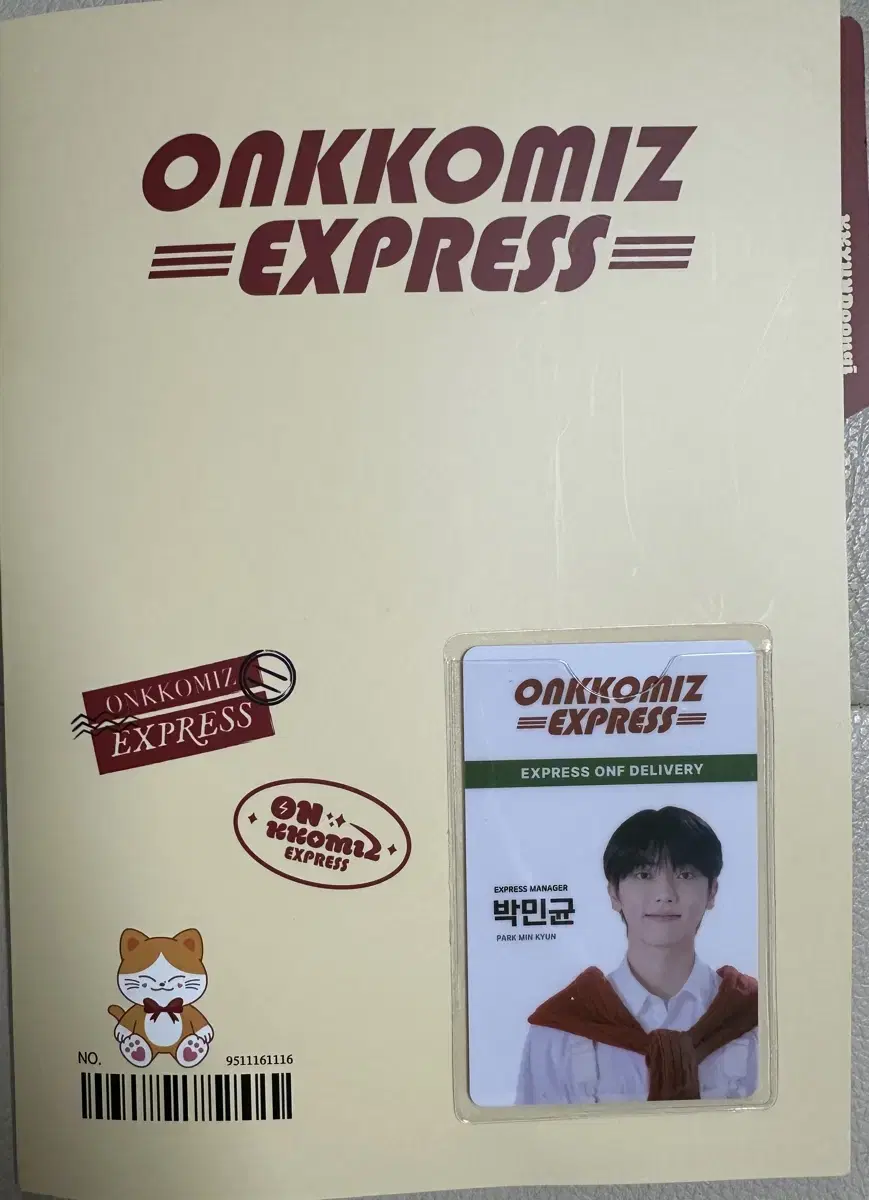 ONKKOMIZ
EXPRESS
ONKKOMIZ
EXPRESS
ON
KKOMIZ
EXPRESS
NO. 9511161116
ONKKOMIZ
EXPRESS
EXPRESS ONF DELIVERY
EXPRESS MANAGER
박민균
PARK MIN KYUN